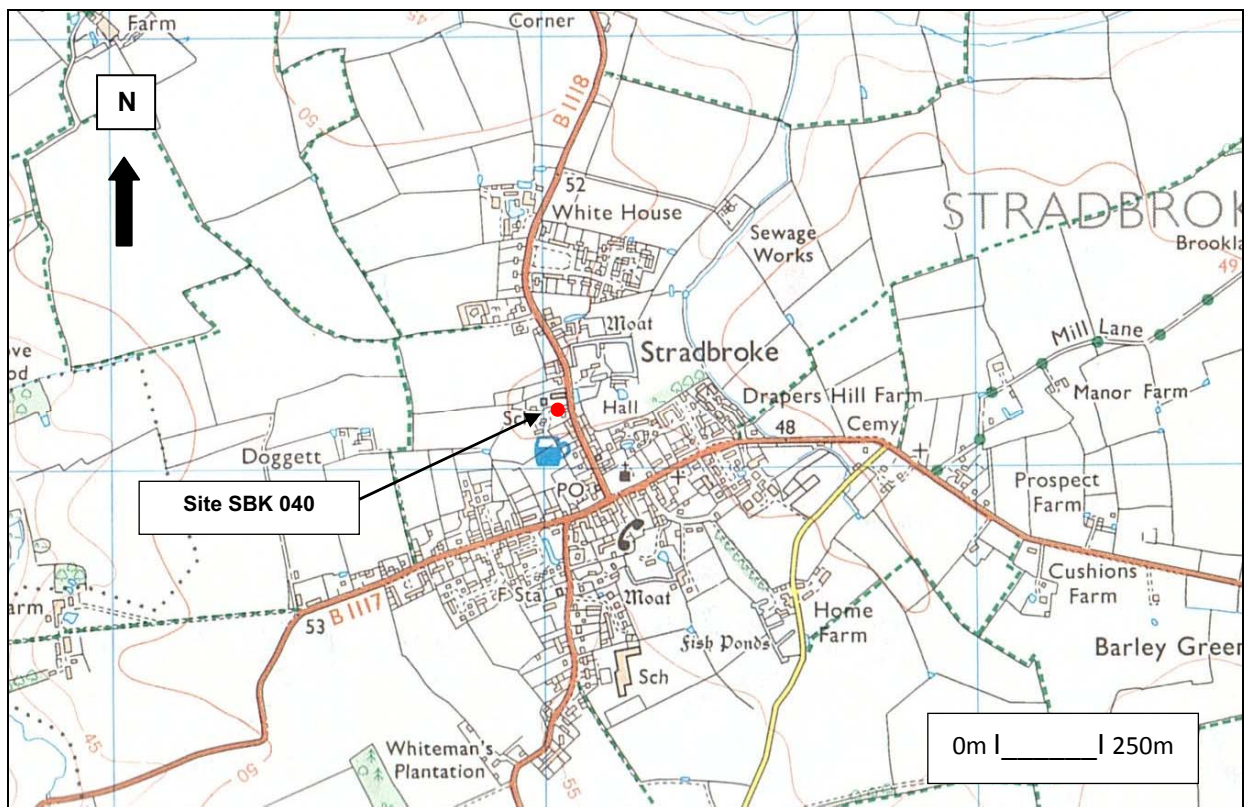 Farm
Corner
45
N
50
B 1118
52
White House
STRADBROK
Sewage
Works
Brookla
49
Moat
Stradbroke
Mill Lane
Manor Farm
Drapers Hill Farm
Hall
Cemy
48
Sch
Doggett
Site SBK 040
PO
Prospect
Farm
Cushions
Farm
F Sta
Moat
Home
Farm
Fish Ponds
Barley Green
B 1117
53
Sch
45
50
Whiteman's
Plantation
55
0m 250m